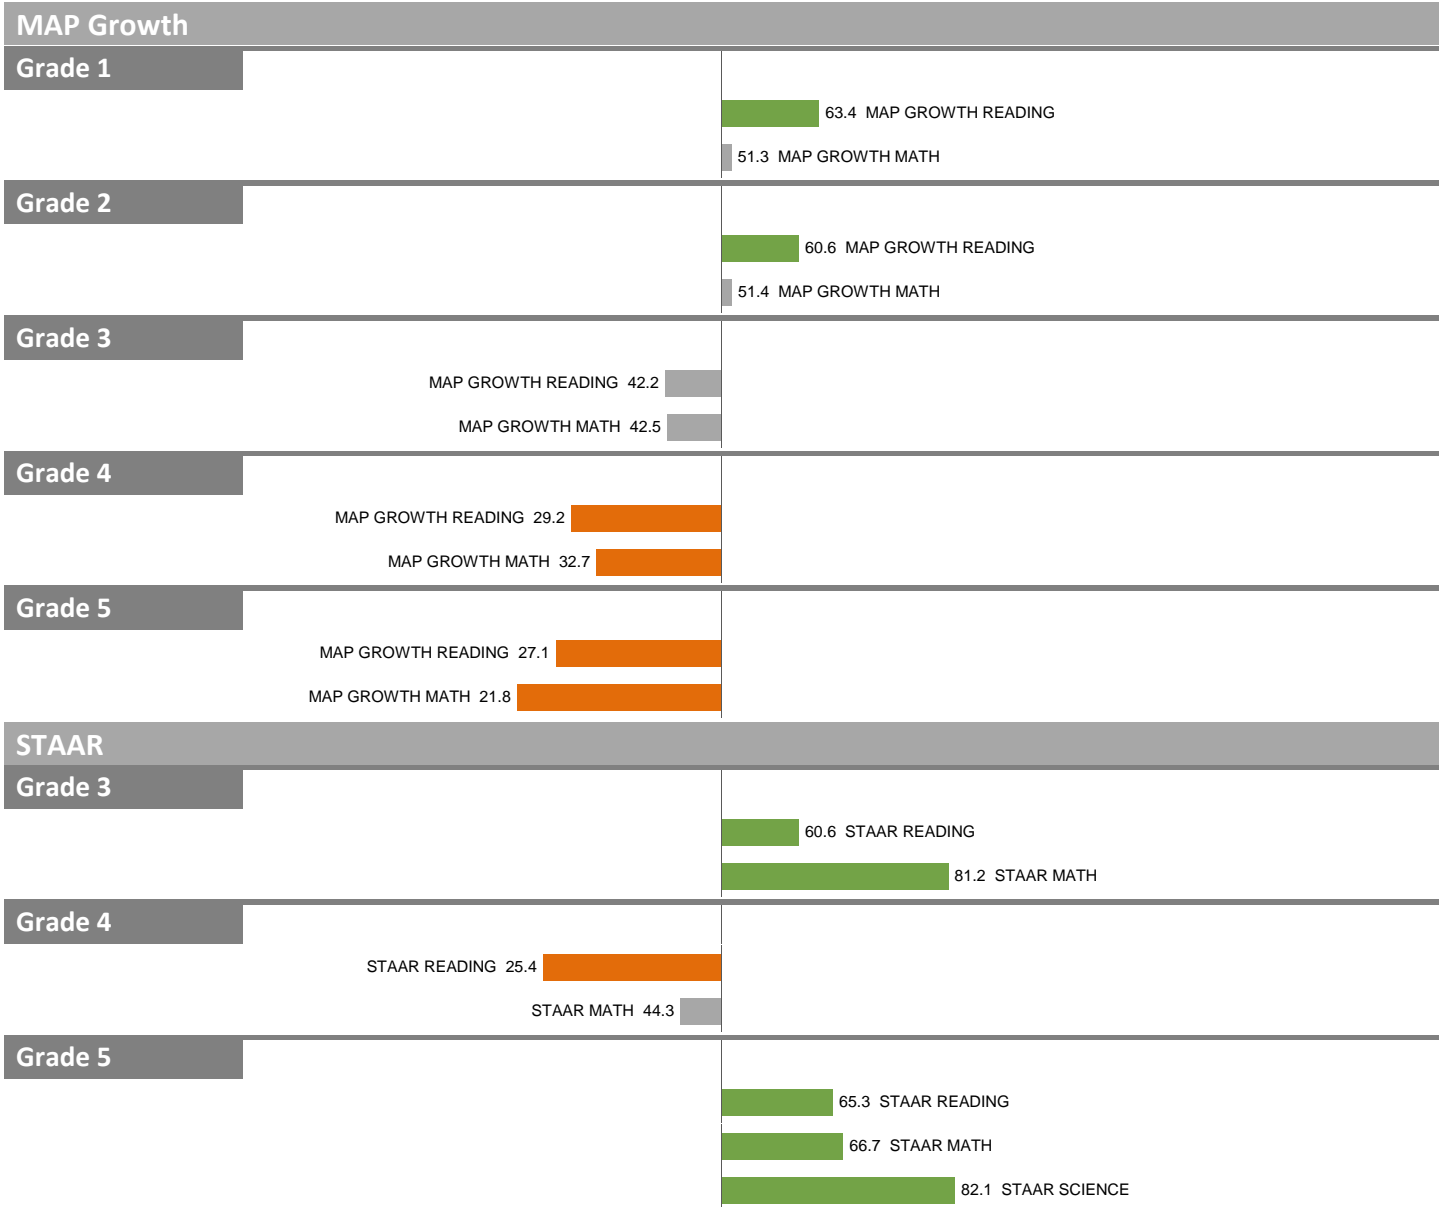 MAP Growth
Grade 1
63.4 MAP GROWTH READING
51.3 MAP GROWTH MATH
Grade 2
60.6 MAP GROWTH READING
51.4 MAP GROWTH MATH
Grade 3
MAP GROWTH READING 42.2
MAP GROWTH MATH 42.5
Grade 4
MAP GROWTH READING 29.2
MAP GROWTH MATH 32.7
Grade 5
MAP GROWTH READING 27.1
MAP GROWTH MATH 21.8
STAAR
Grade 3
60.6 STAAR READING
81.2 STAAR MATH
Grade 4
STAAR READING 25.4
STAAR MATH 44.3
Grade 5
65.3 STAAR READING
66.7 STAAR MATH
82.1 STAAR SCIENCE